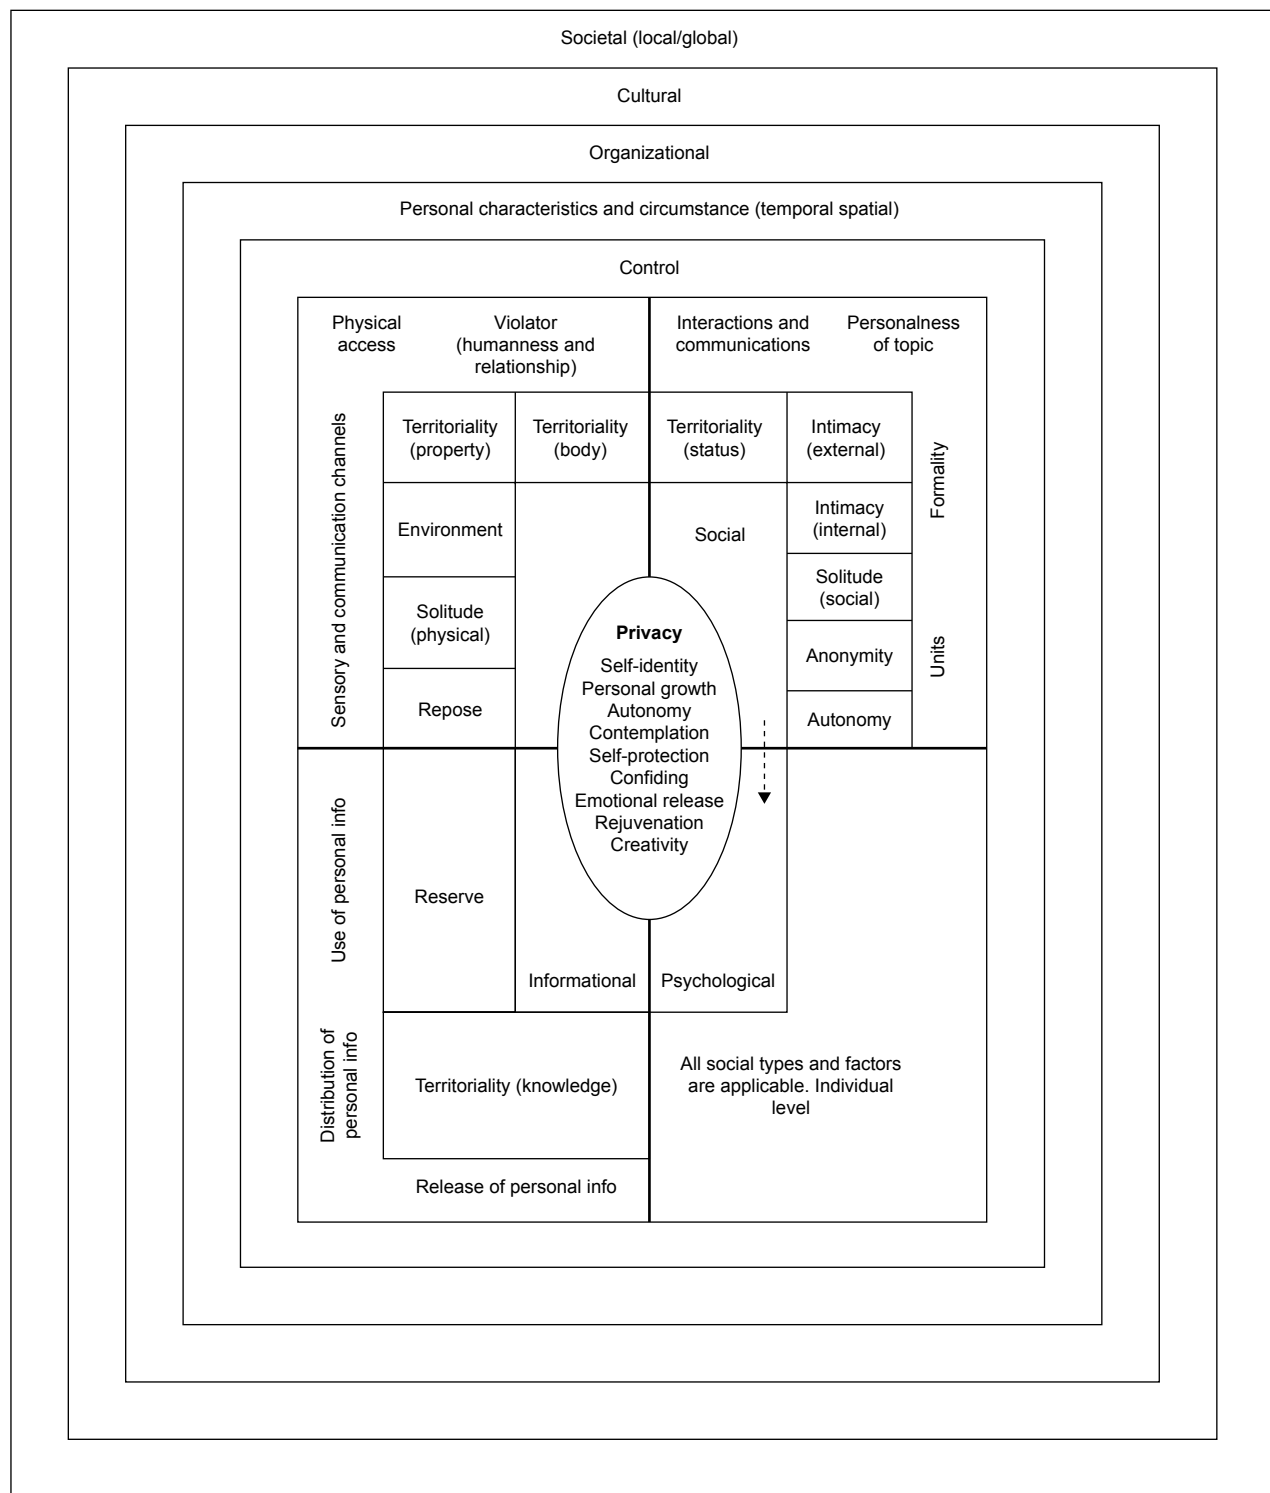 Societal (local/global)
Cultural
Organizational
Personal characteristics and circumstance (temporal spatial)
Control
Physical
access
Violator
(humanness and
relationship)
Interactions and
communications
Personalness
of topic
Sensory and communication channels
Territoriality
(property)
Territoriality
(body)
Territoriality
(status)
Intimacy
(external)
Formality
Environment
Social
Intimacy
(internal)
Solitude
(physical)
Solitude
(social)
Repose
Anonymity
Units
Autonomy
Privacy
Self-identity
Personal growth
Autonomy
Contemplation
Self-protection
Confiding
Emotional release
Rejuvenation
Creativity
Use of personal info
Reserve
Informational
Psychological
Distribution of
personal info
Territoriality (knowledge)
All social types and factors
are applicable. Individual
level
Release of personal info